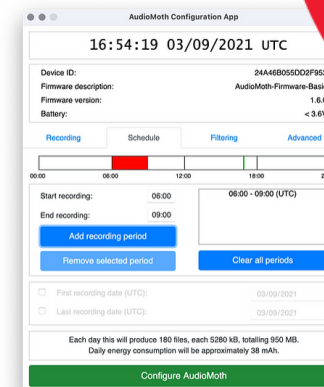 AudioMoth Configuration App
16:54:19 03/09/2021 UTC
Device ID: 24A46B055DD2F95
Firmware description: AudioMoth-Firmware-Basi
Firmware version: 1.6.
Battery: < 3.6V
Recording Schedule Filtering Advanced
00:00 06:00 12:00 18:00 2
Start recording: 06:00
06:00 - 09:00 (UTC)
End recording: 09:00
Add recording period
Remove selected period Clear all periods
First recording date (UTC): 03/09/2021
Last recording date (UTC): 03/09/2021
Each day this will produce 180 files, each 5280 kB, totalling 950 MB.
Daily energy consumption will be approximately 38 mAh.
Configure AudioMoth